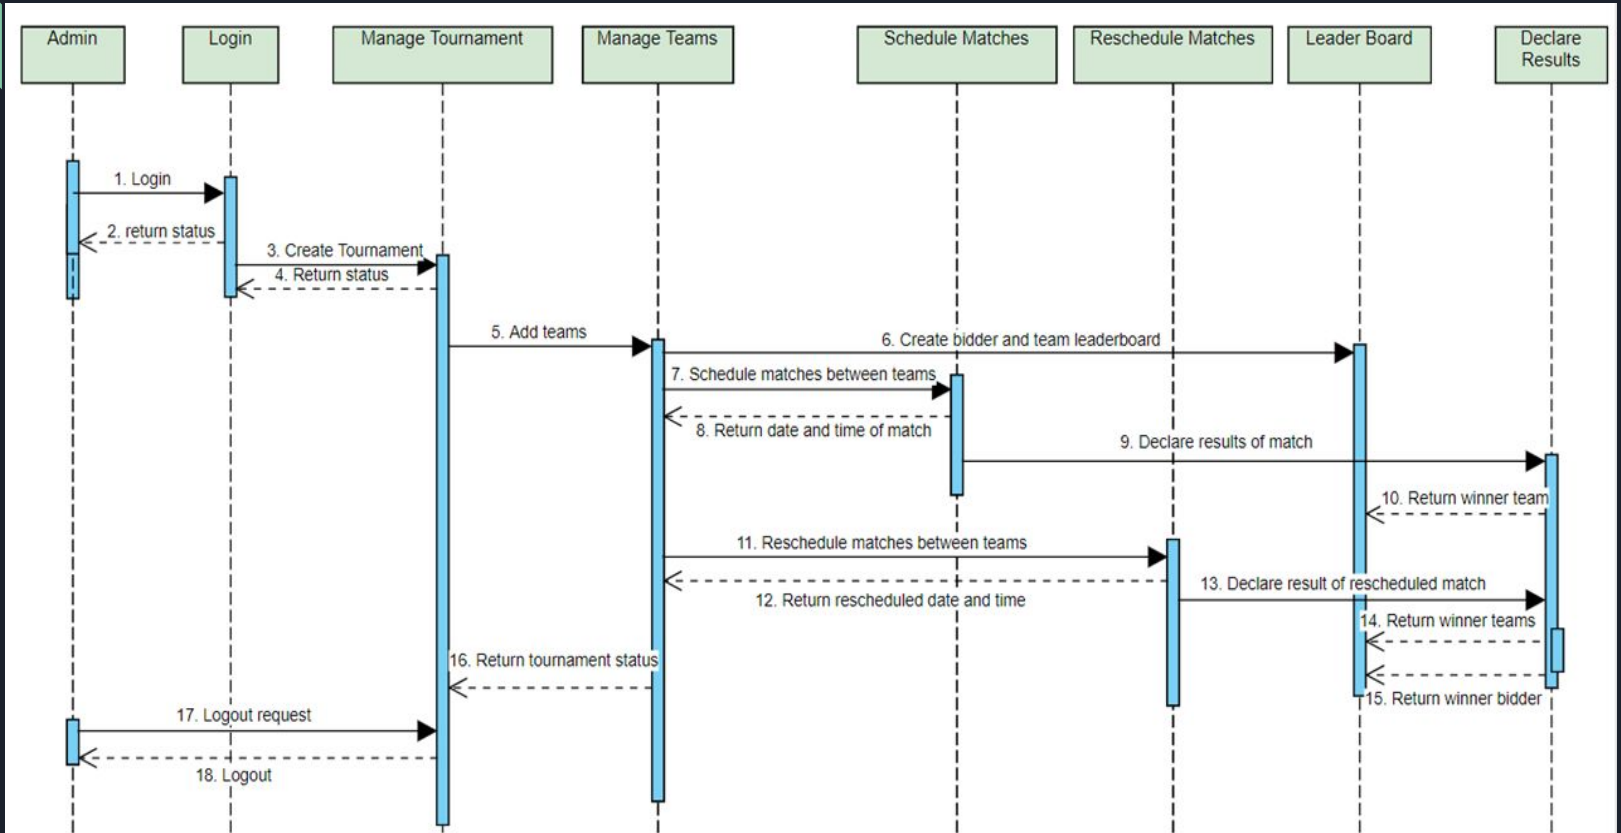 Admin
Login
Manage Tournament
Manage Teams
Schedule Matches
Reschedule Matches
Leader Board
Declare
Results
1. Login
2. return status
3. Create Tournament
4. Return status
5. Add teams
6. Create bidder and team leaderboard
7. Schedule matches between teams
8. Return date and time of match
9. Declare results of match
10. Return winner team
11. Reschedule matches between teams
12. Return rescheduled date and time
13. Declare result of rescheduled match
14. Return winner teams
15. Return winner bidder
16. Return tournament status
17. Logout request
18. Logout